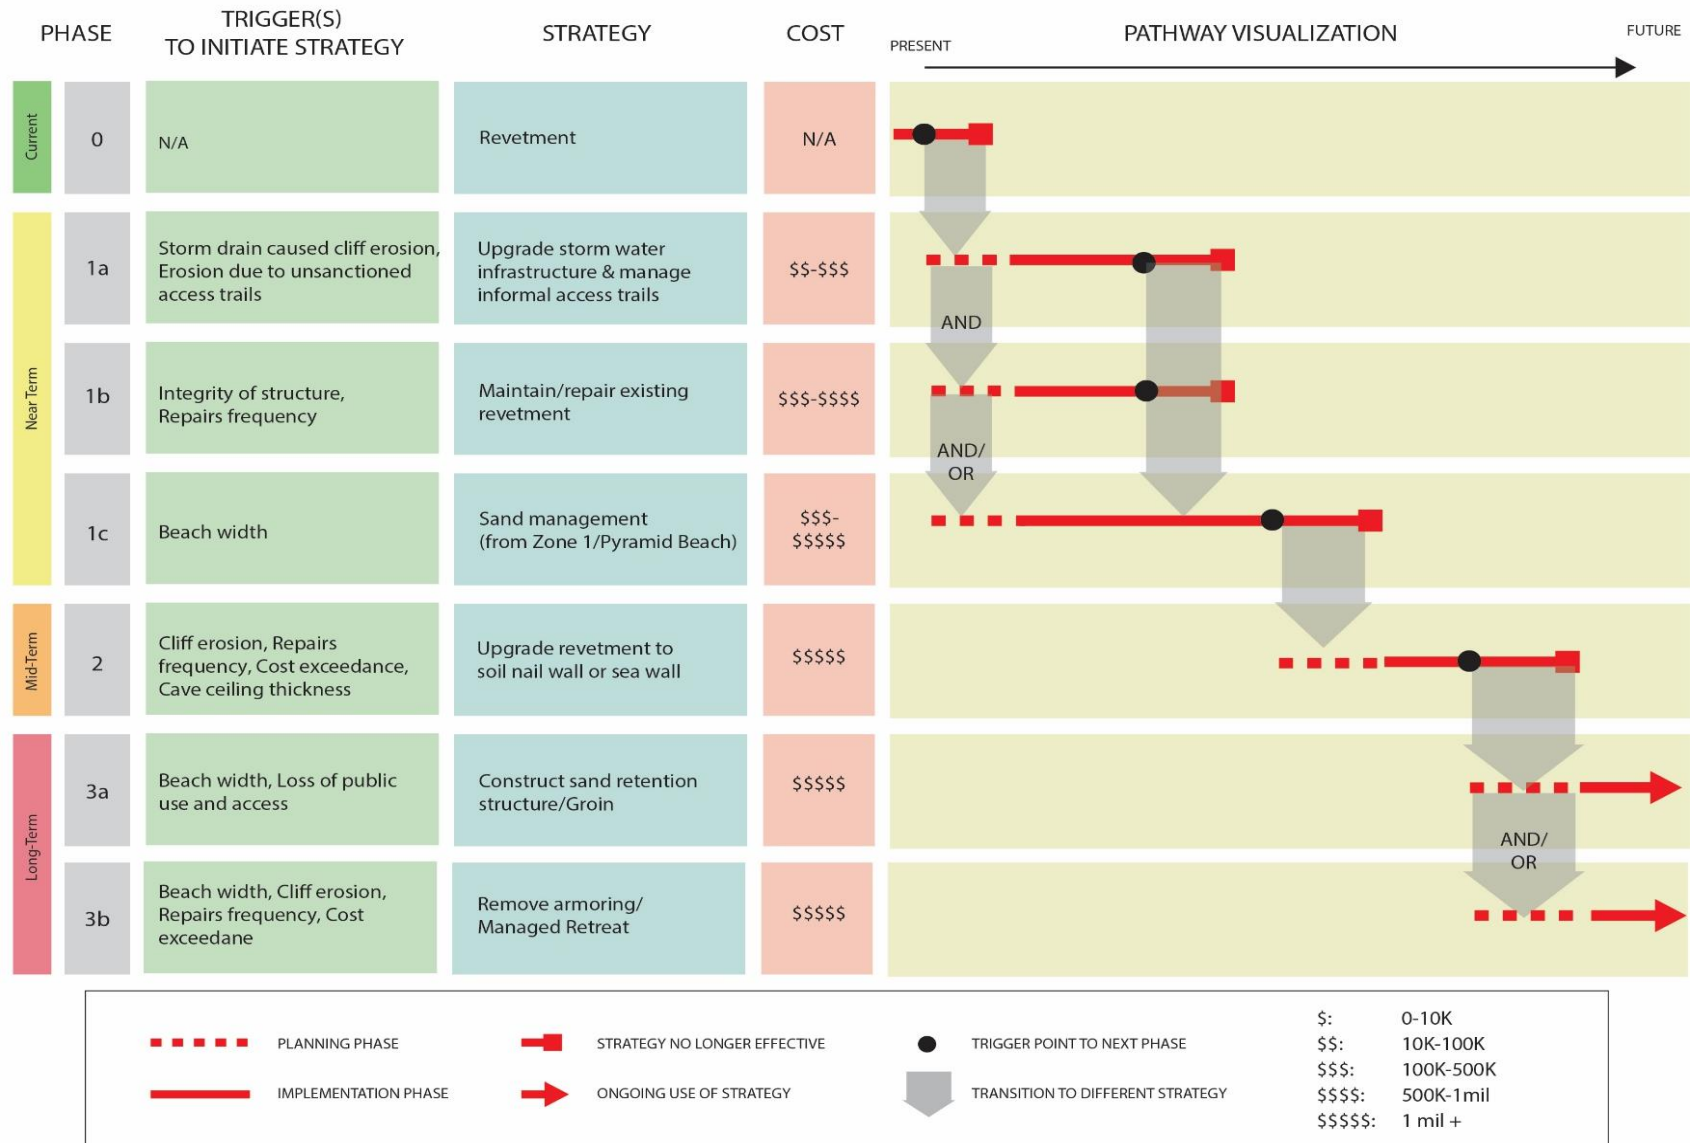 PHASE
TRIGGER(S)
TO INITIATE STRATEGY
STRATEGY
COST
PRESENT
PATHWAY VISUALIZATION
FUTURE
Current
0
N/A
Revetment
N/A
Near Term
1a
Storm drain caused cliff erosion,
Erosion due to unsanctioned
access trails
Upgrade storm water
infrastructure & manage
informal access trails
$$-$$$
AND
1b
Integrity of structure,
Repairs frequency
Maintain/repair existing
revetment
$$$-$$$$
AND/
OR
1c
Beach width
Sand management
(from Zone 1/Pyramid Beach)
$$$-
$$$$$
Mid-Term
2
Cliff erosion, Repairs
frequency, Cost exceedance,
Cave ceiling thickness
Upgrade revetment to
soil nail wall or sea wall
$$$$$
Long-Term
3a
Beach width, Loss of public
use and access
Construct sand retention
structure/Groin
$$$$$
AND/
OR
3b
Beach width, Cliff erosion,
Repairs frequency, Cost
exceedane
Remove armoring/
Managed Retreat
$$$$$
PLANNING PHASE
IMPLEMENTATION PHASE
STRATEGY NO LONGER EFFECTIVE
ONGOING USE OF STRATEGY
TRIGGER POINT TO NEXT PHASE
TRANSITION TO DIFFERENT STRATEGY
$: 0-10K
$$: 10K-100K
$$$: 100K-500K
$$$$: 500K-1mil
$$$$$: 1 mil +